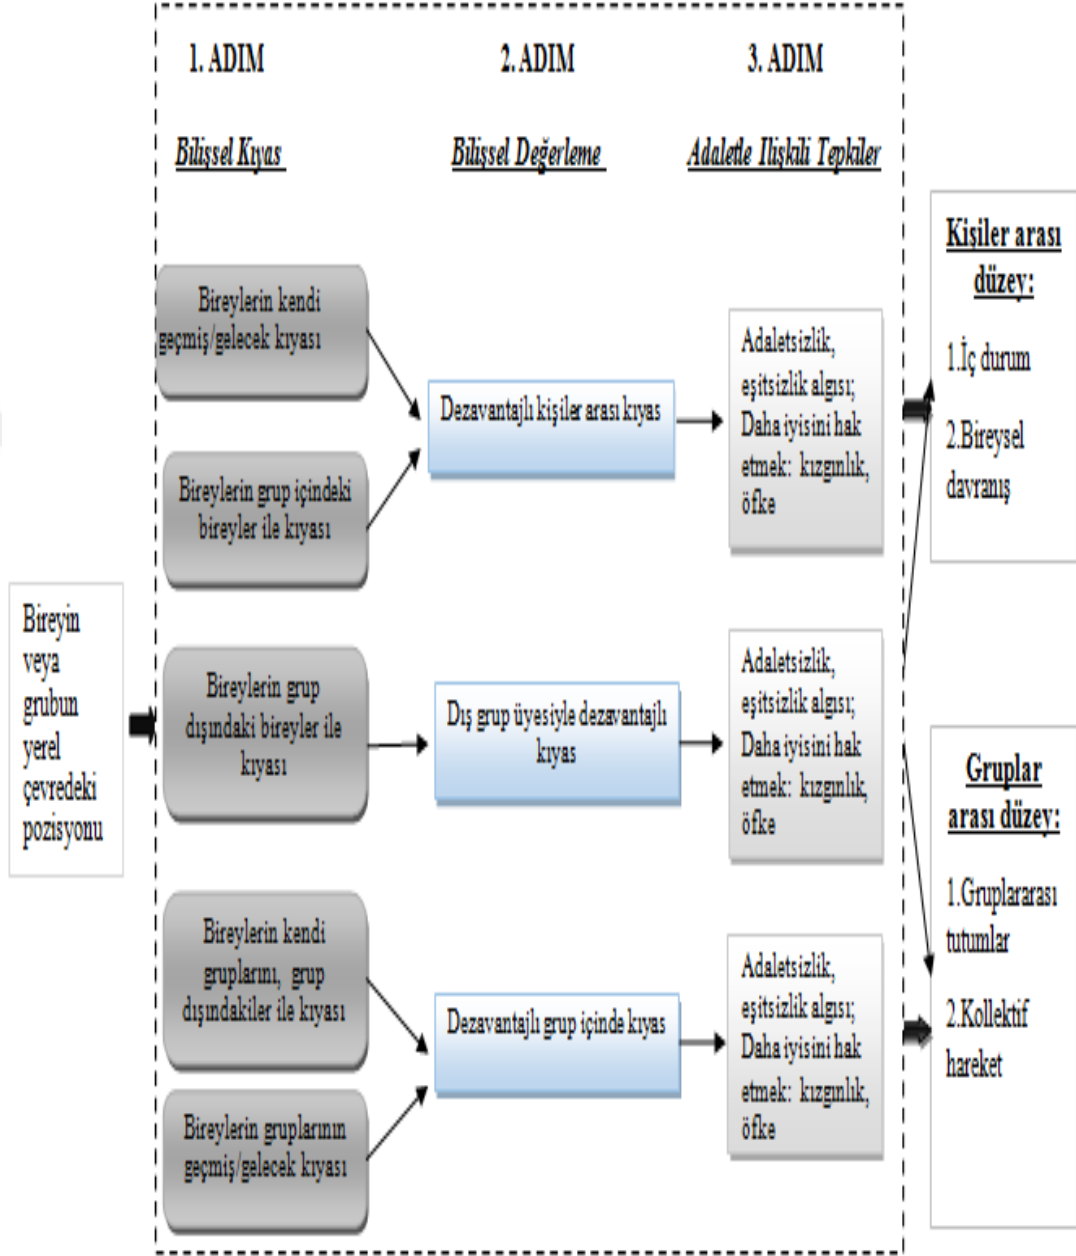 1. ADIM
2. ADIM
3. ADIM
Bilişsel Kıyas
Bilişsel Değerleme
Adaletle Ilişkili Tepkiler
Bireyin
veya
grubun
yerel
çevredeki
pozisyonu
Bireylerin kendi
geçmiş/gelecek kıyası
Bireylerin grup içindeki
bireyler ile kıyası
Bireylerin grup
dışındaki bireyler ile
kıyası
Bireylerin kendi
gruplarını, grup
dışındakiler ile kıyası
Bireylerin gruplarının
geçmiş/gelecek kıyası
Dezavantajlı kişiler arası kıyas
Dış grup üyesiyle dezavantajlı
kıyas
Dezavantajlı grup içinde kıyas
Adaletsizlik,
eşitsizlik algısı;
Daha iyisini hak
etmek: kızgınlık,
öfke
Adaletsizlik,
eşitsizlik algısı;
Daha iyisini hak
etmek: kızgınlık,
öfke
Adaletsizlik,
eşitsizlik algısı;
Daha iyisini hak
etmek: kızgınlık,
öfke
Kişiler arası
düzey:
1.İç durum
2.Bireysel
davranış
Gruplar
arası düzey:
1.Gruplararası
tutumlar
2.Kollektif
hareket